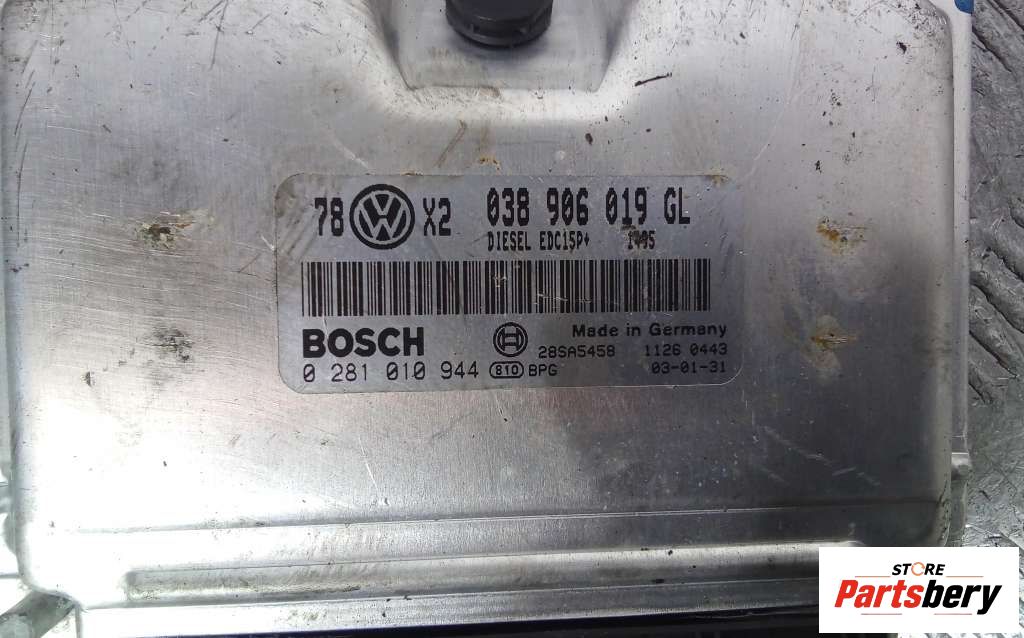 78 X2 038 906 019 GL
DIESEL EDC15P+
BOSCH
Made in Germany
28SA5458 1126 0443
0 281 010 944 810 BPG 03-01-31
STORE
Partsbery